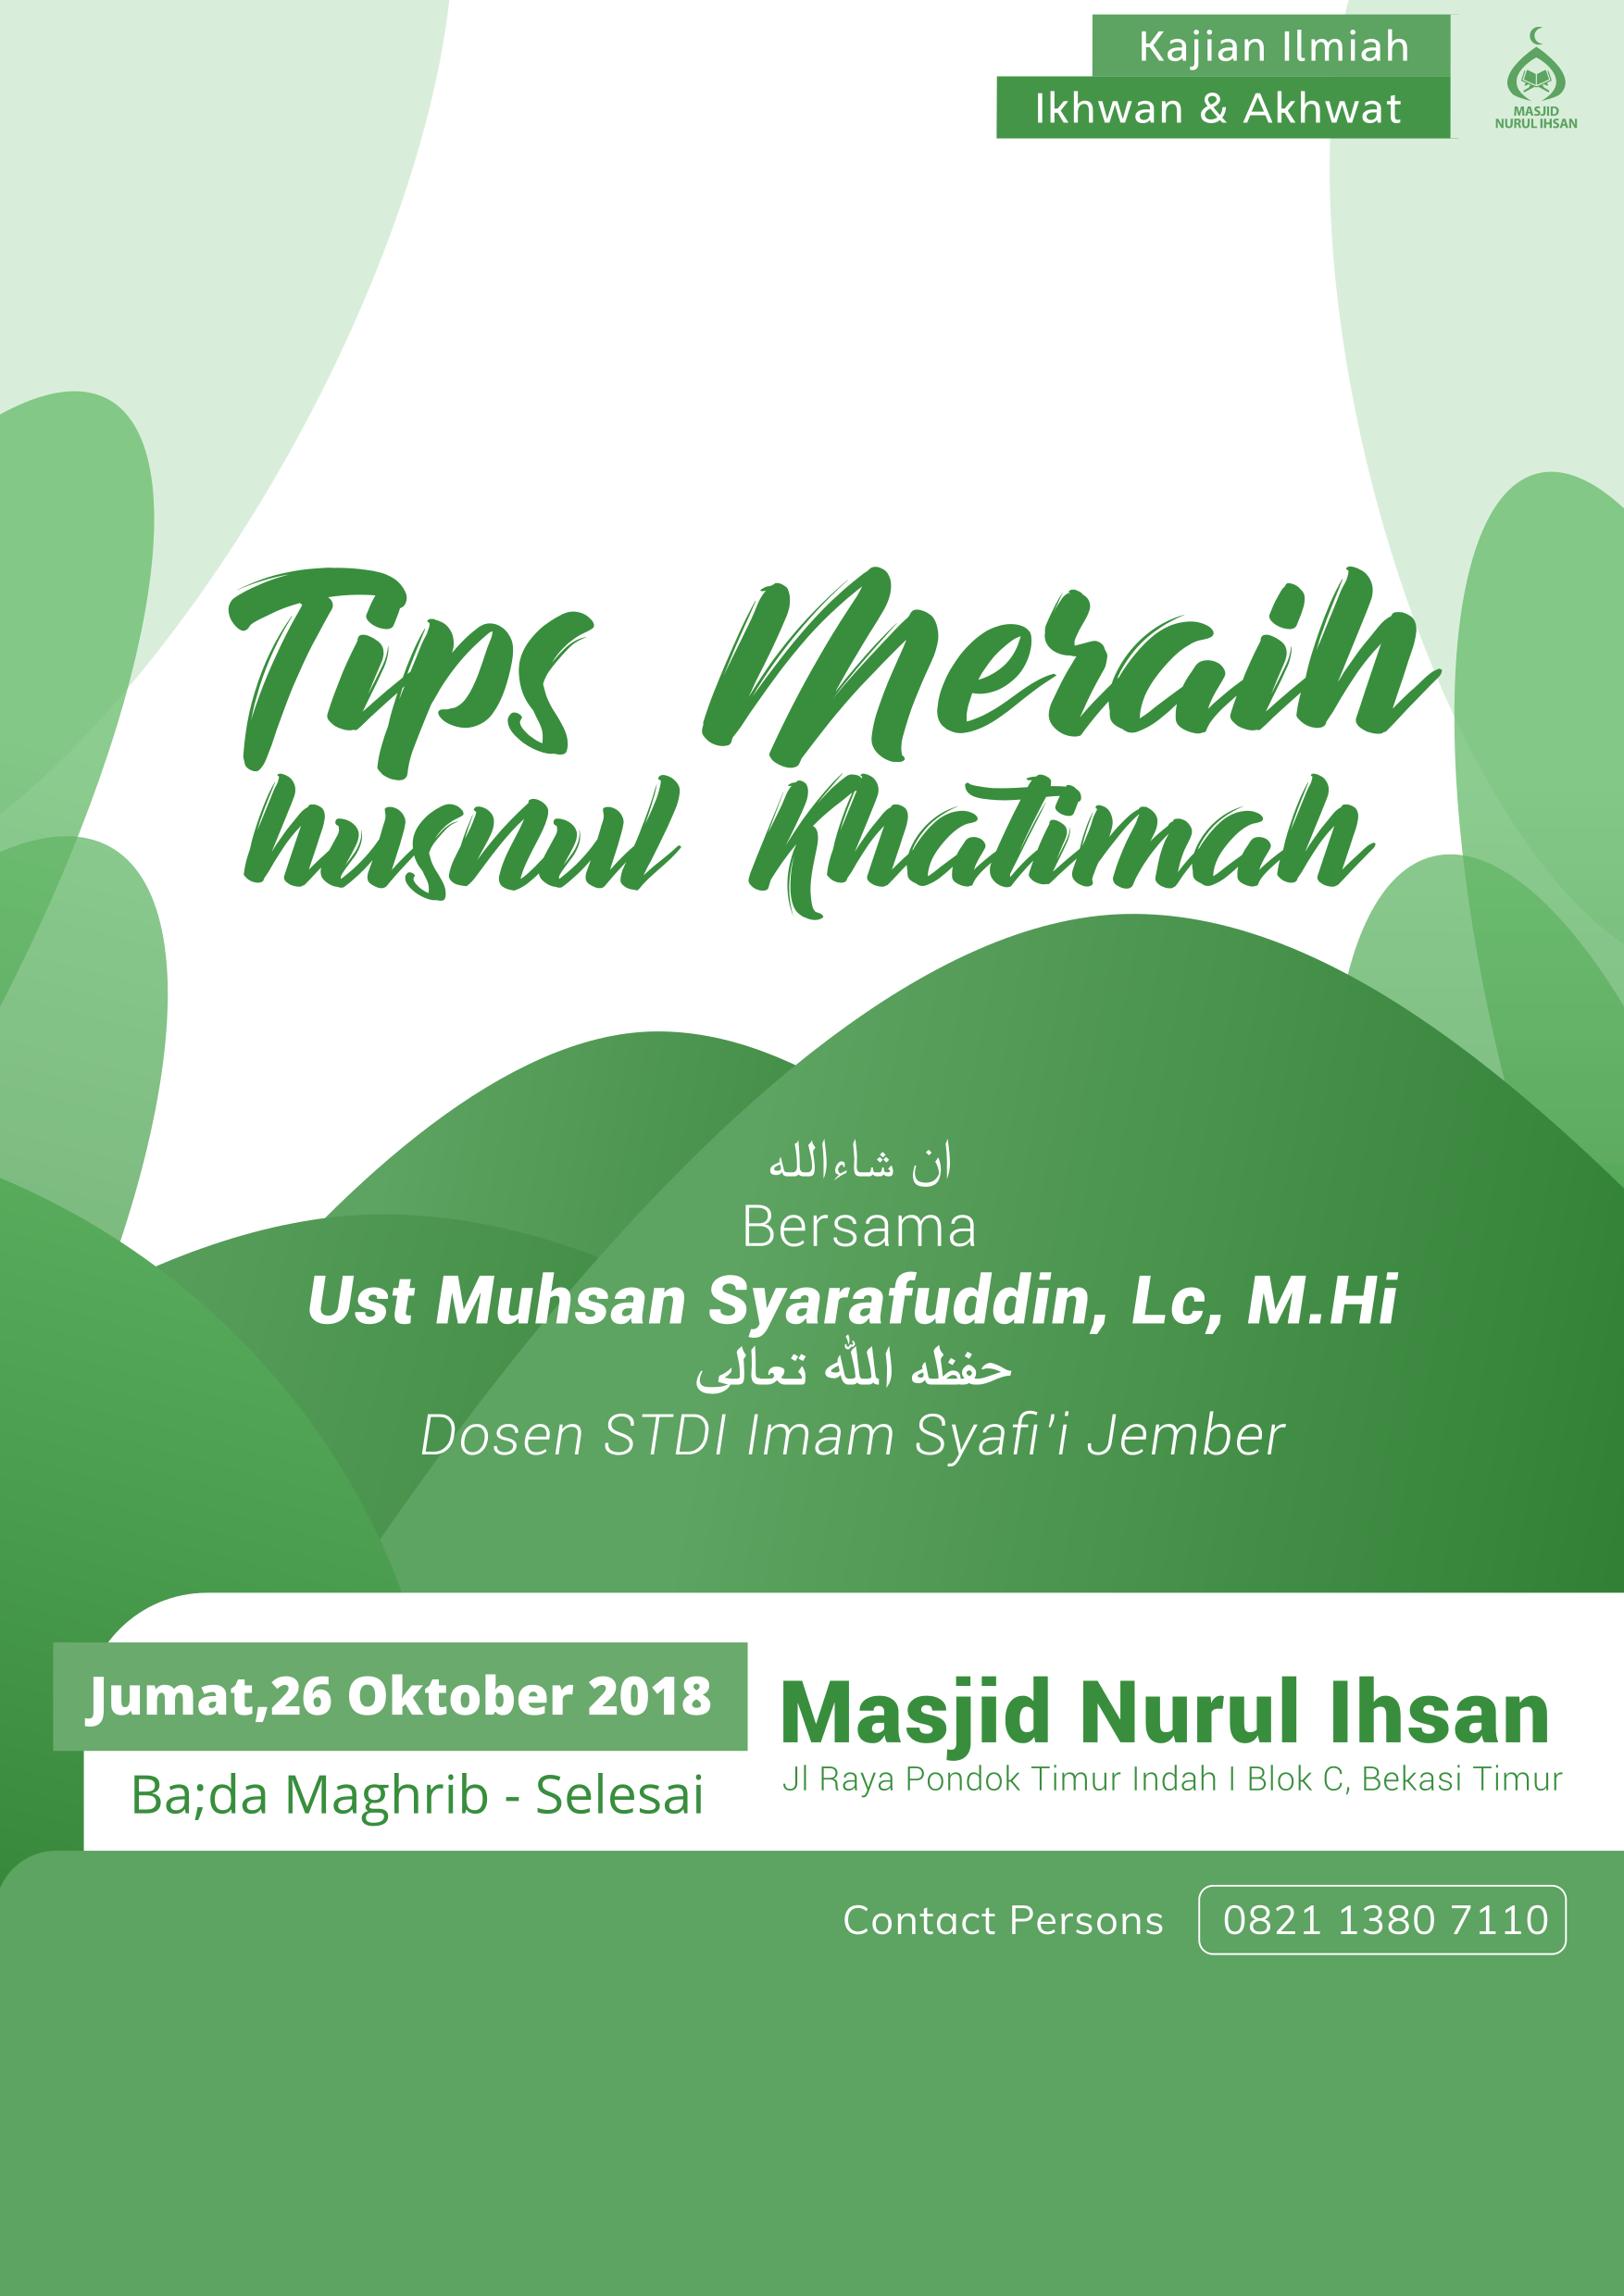 Kajian Ilmiah
Ikhwan & Akhwat
MASJID
NURUL IHSAN
Tips Meraih
husnul Khatimah
ان شاءالله
Bersama
Ust Muhsan Syarafuddin, Lc, M.Hi
حفظه الله تعالى
Dosen STDI Imam Syafi'i Jember
Jumat,26 Oktober 2018
Ba;da Maghrib - Selesai
Masjid Nurul Ihsan
Jl Raya Pondok Timur Indah I Blok C, Bekasi Timur
Contact Persons 0821 1380 7110